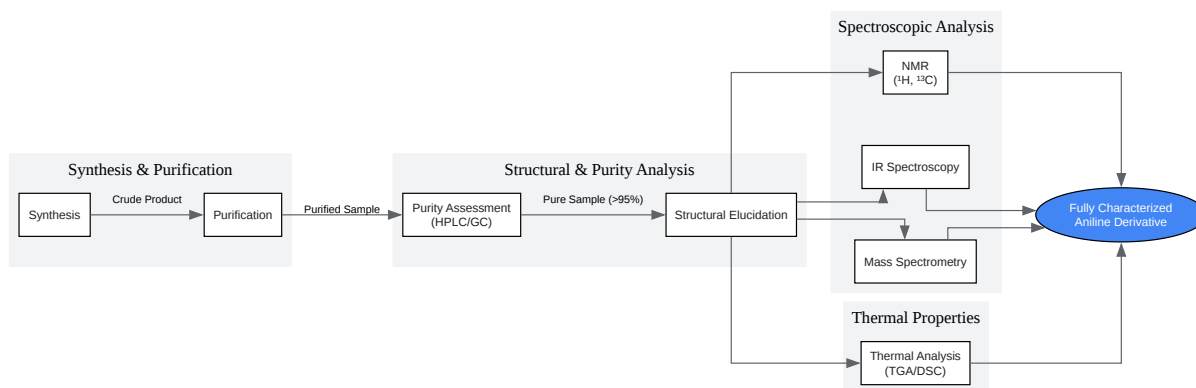 Spectroscopic Analysis
NMR
(¹H, ¹³C)
Synthesis & Purification
Structural & Purity Analysis
IR Spectroscopy
Crude Product
Pure Sample (>95%)
Synthesis
Purification
Purified Sample
Purity Assessment
(HPLC/GC)
Structural Elucidation
Fully Characterized
Aniline Derivative
Mass Spectrometry
Thermal Properties
Thermal Analysis
(TGA/DSC)